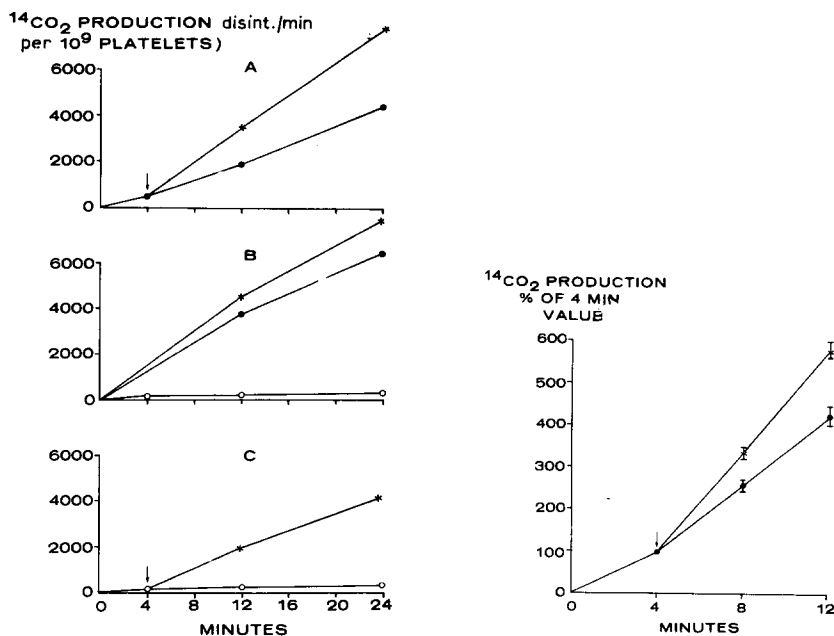 ¹⁴CO₂ PRODUCTION disint./min
per 10⁹ PLATELETS)
A
6000
4000
2000
0
B
6000
4000
2000
0
C
6000
4000
2000
0
0 4 8 12 16 20 24
MINUTES
¹⁴CO₂ PRODUCTION
% OF 4 MIN
VALUE
600
500
400
300
200
100
0
0 4 8 12
MINUTES